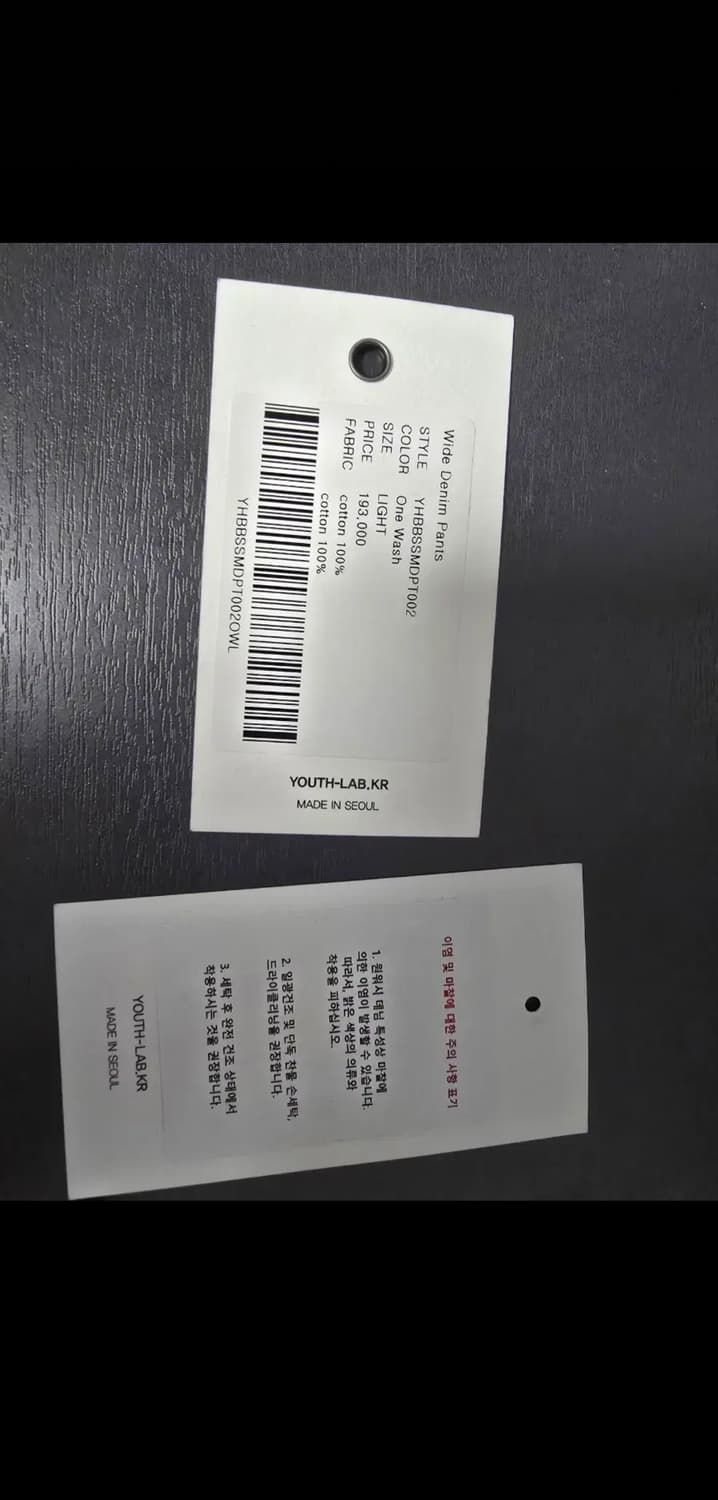 Wide Denim Pants
STYLE YHBBSSMDPT002
COLOR One Wash
SIZE LIGHT
PRICE 193.000
FABRIC cotton 100%
cotton 100%
YHBBSSMDPT002OWL
YOUTH-LAB.KR
MADE IN SEOUL
이염 및 마찰에 대한 주의 사항 표기
1. 원워시 데님 특성상 마찰에
의한 이염이 발생할 수 있습니다.
따라서, 밝은 색상의 의류와
착용을 피하십시오.
2. 일광건조 및 단독 찬물 손세탁,
드라이클리닝을 권장합니다.
3. 세탁 후 완전 건조 상태에서
착용하시는 것을 권장합니다.
YOUTH-LAB.KR
MADE IN SEOUL